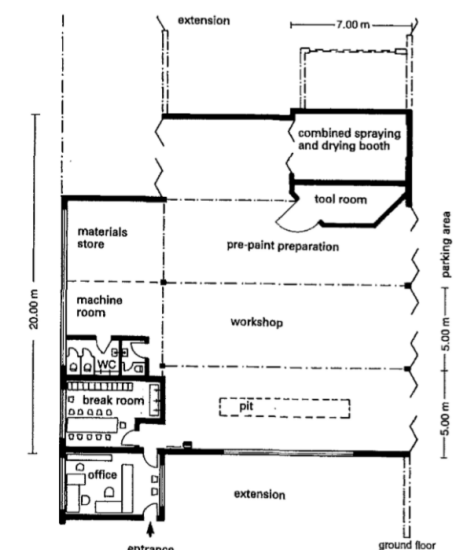 extension
7.00 m
combined spraying
and drying booth
tool room
materials
store
pre-paint preparation
parking area
machine
room
20.00 m
workshop
5.00 m
WC
break room
pit
5.00 m
office
extension
entrance
ground floor